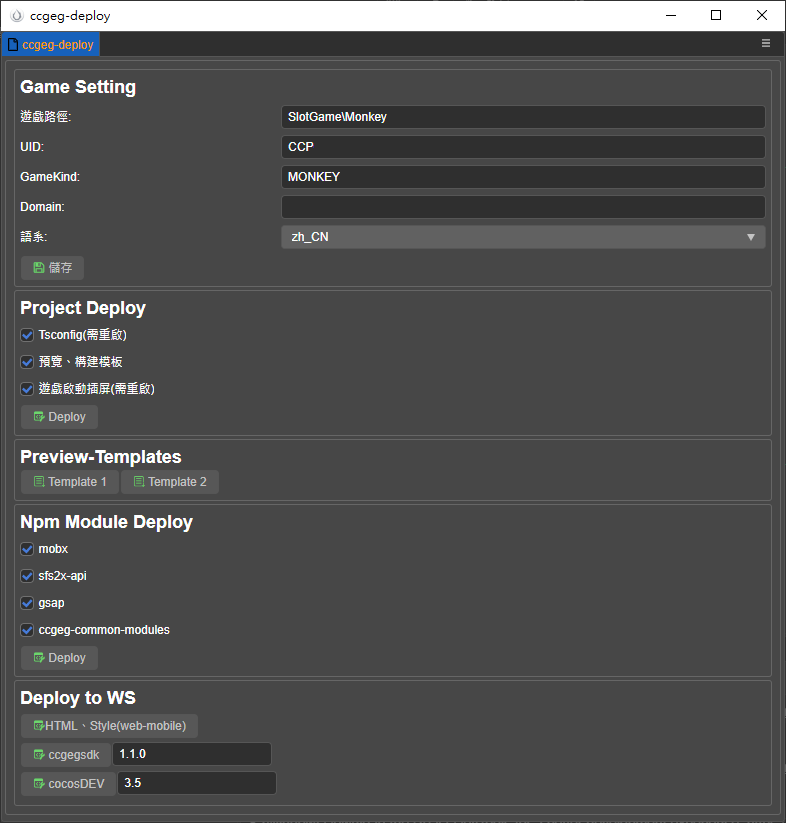 ccgeg-deploy
ccgeg-deploy
Game Setting
遊戲路徑: SlotGame\Monkey
UID: CCP
GameKind: MONKEY
Domain:
語系: zh_CN
儲存
Project Deploy
Tsconfig(需重啟)
預覽、構建模板
遊戲啟動插屏(需重啟)
Deploy
Preview-Templates
Template 1 Template 2
Npm Module Deploy
mobx
sfs2x-api
gsap
ccgeg-common-modules
Deploy
Deploy to WS
HTML、Style(web-mobile)
ccgegsdk 1.1.0
cocosDEV 3.5